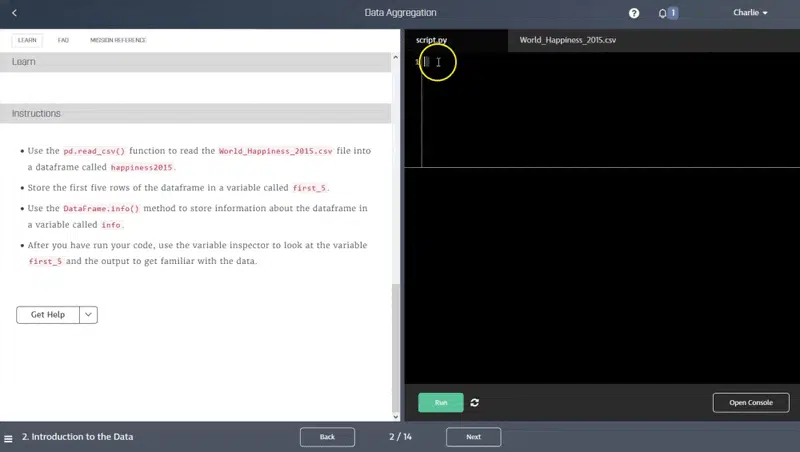 Data Aggregation
?
1
Charlie
LEARN
FAQ
MISSION REFERENCE
script.py
World_Happiness_2015.csv
Learn
1
Instructions
Use the pd.read_csv() function to read the World_Happiness_2015.csv file into
a dataframe called happiness2015.
Store the first five rows of the dataframe in a variable called first_5.
Use the DataFrame.info() method to store information about the dataframe in
a variable called info.
After you have run your code, use the variable inspector to look at the variable
first_5 and the output to get familiar with the data.
Get Help
Run
Open Console
2. Introduction to the Data
Back
2 / 14
Next